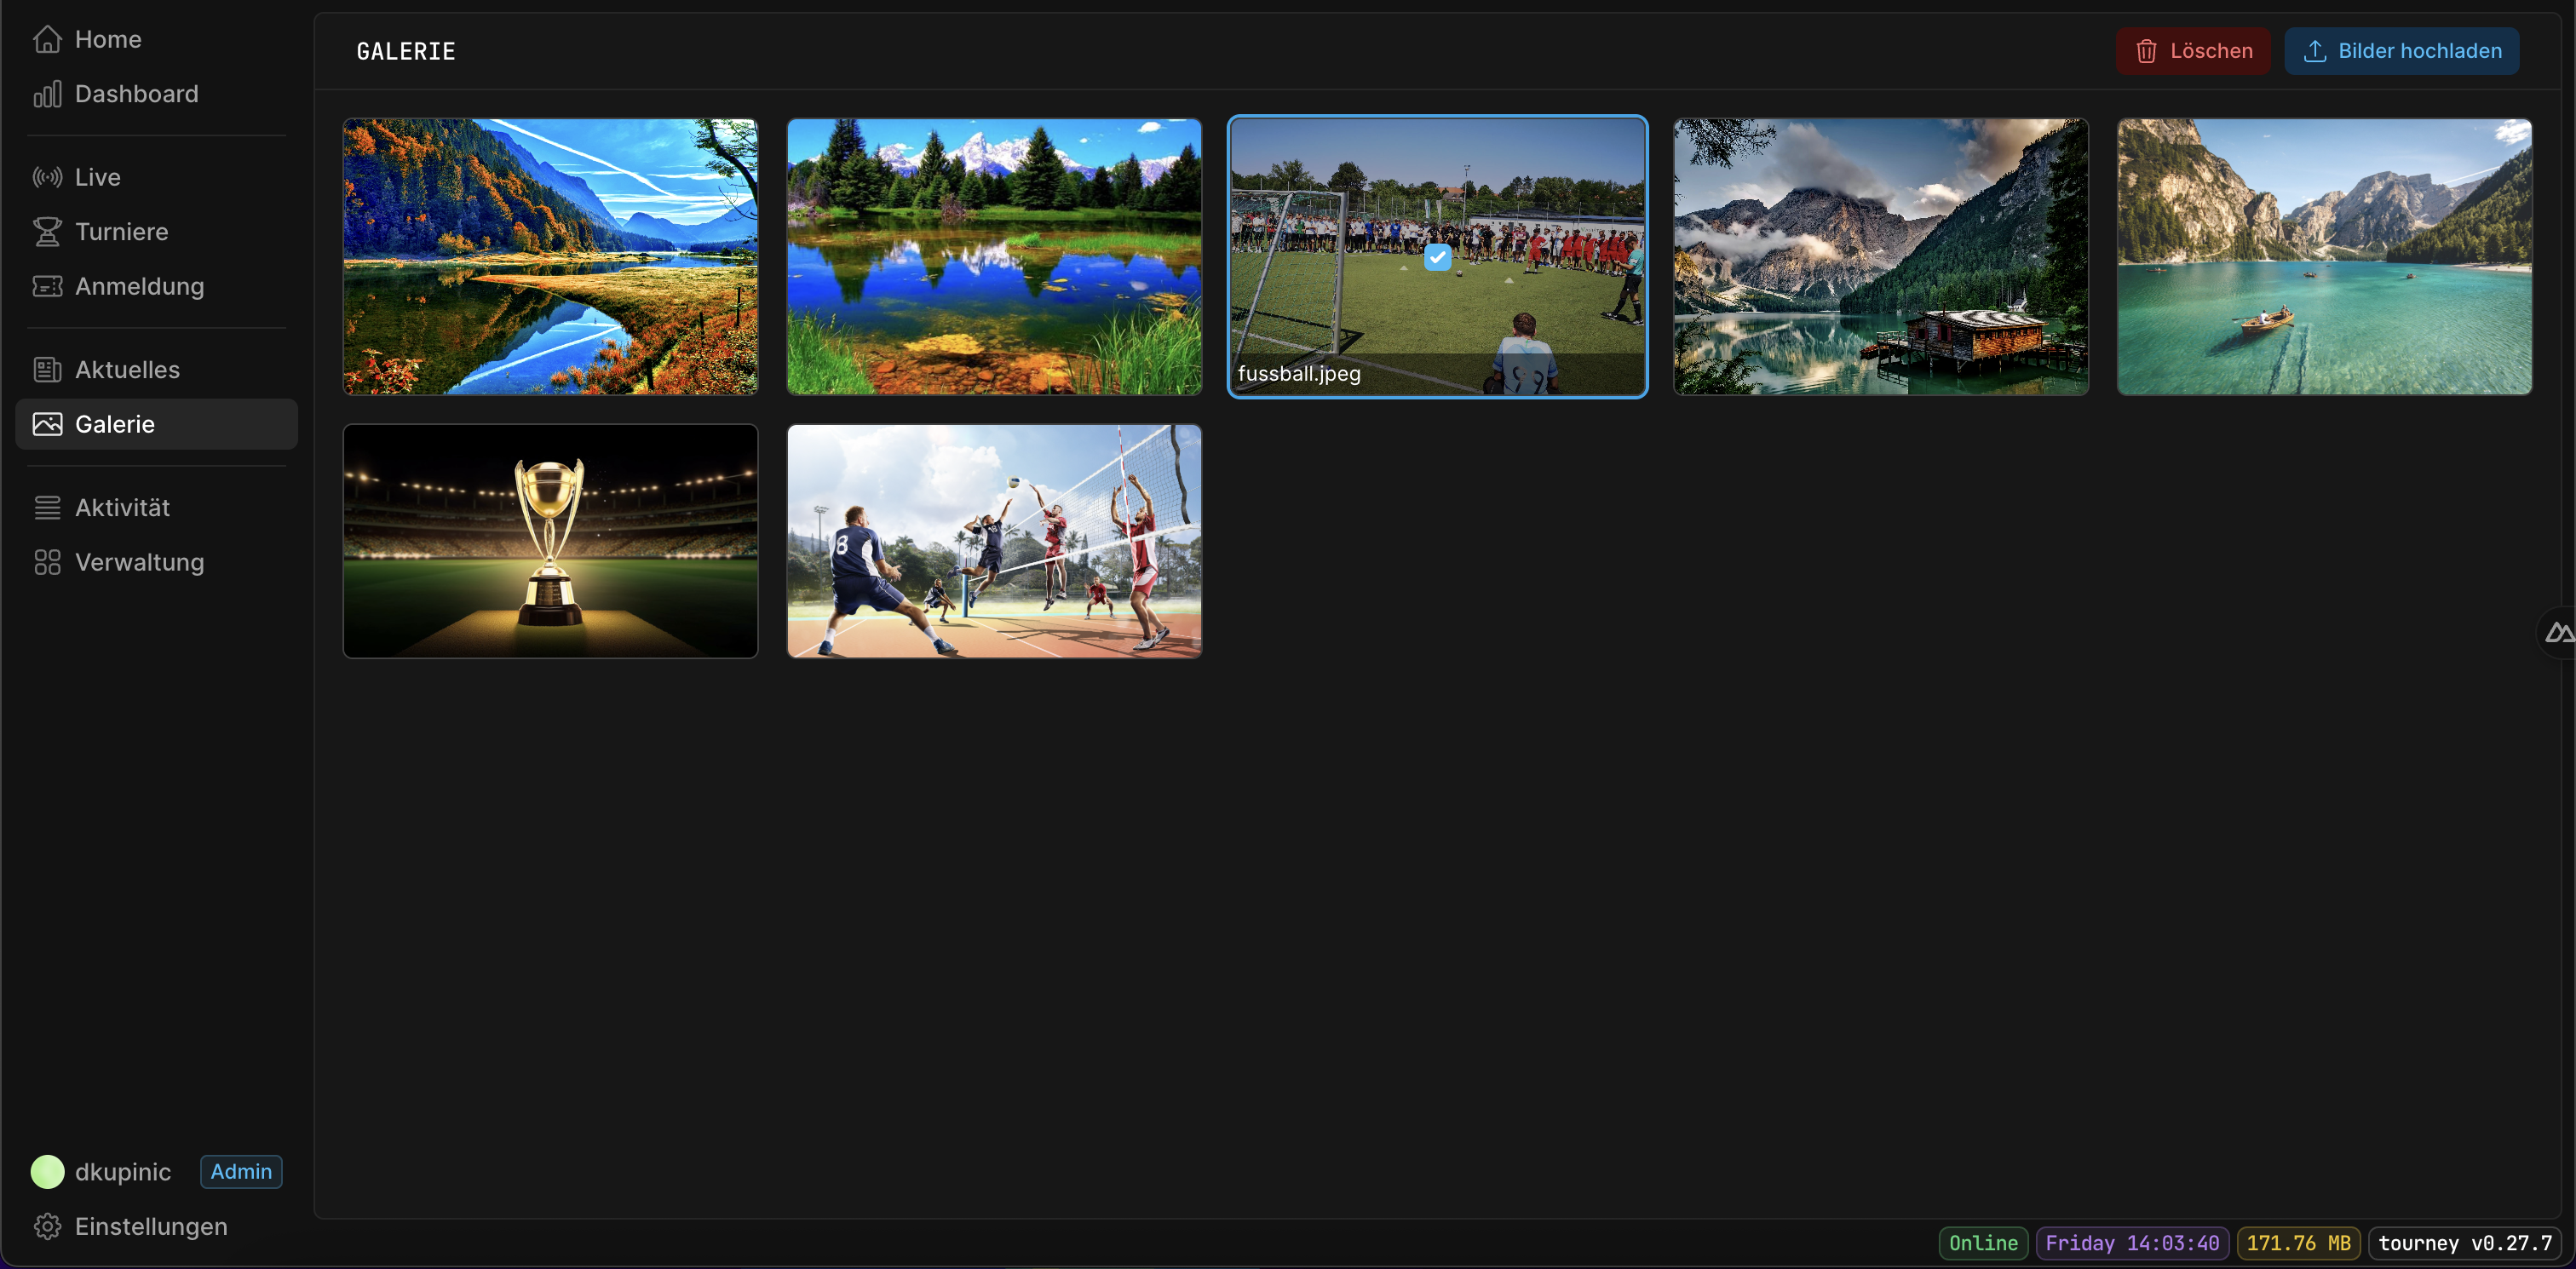 Home
Dashboard
Live
Turniere
Anmeldung
Aktuelles
Galerie
Aktivität
Verwaltung
dkupinic
Admin
Einstellungen
GALERIE
Löschen
Bilder hochladen
fussball.jpeg
8
Online
Friday 14:03:40
171.76 MB
tourney v0.27.7